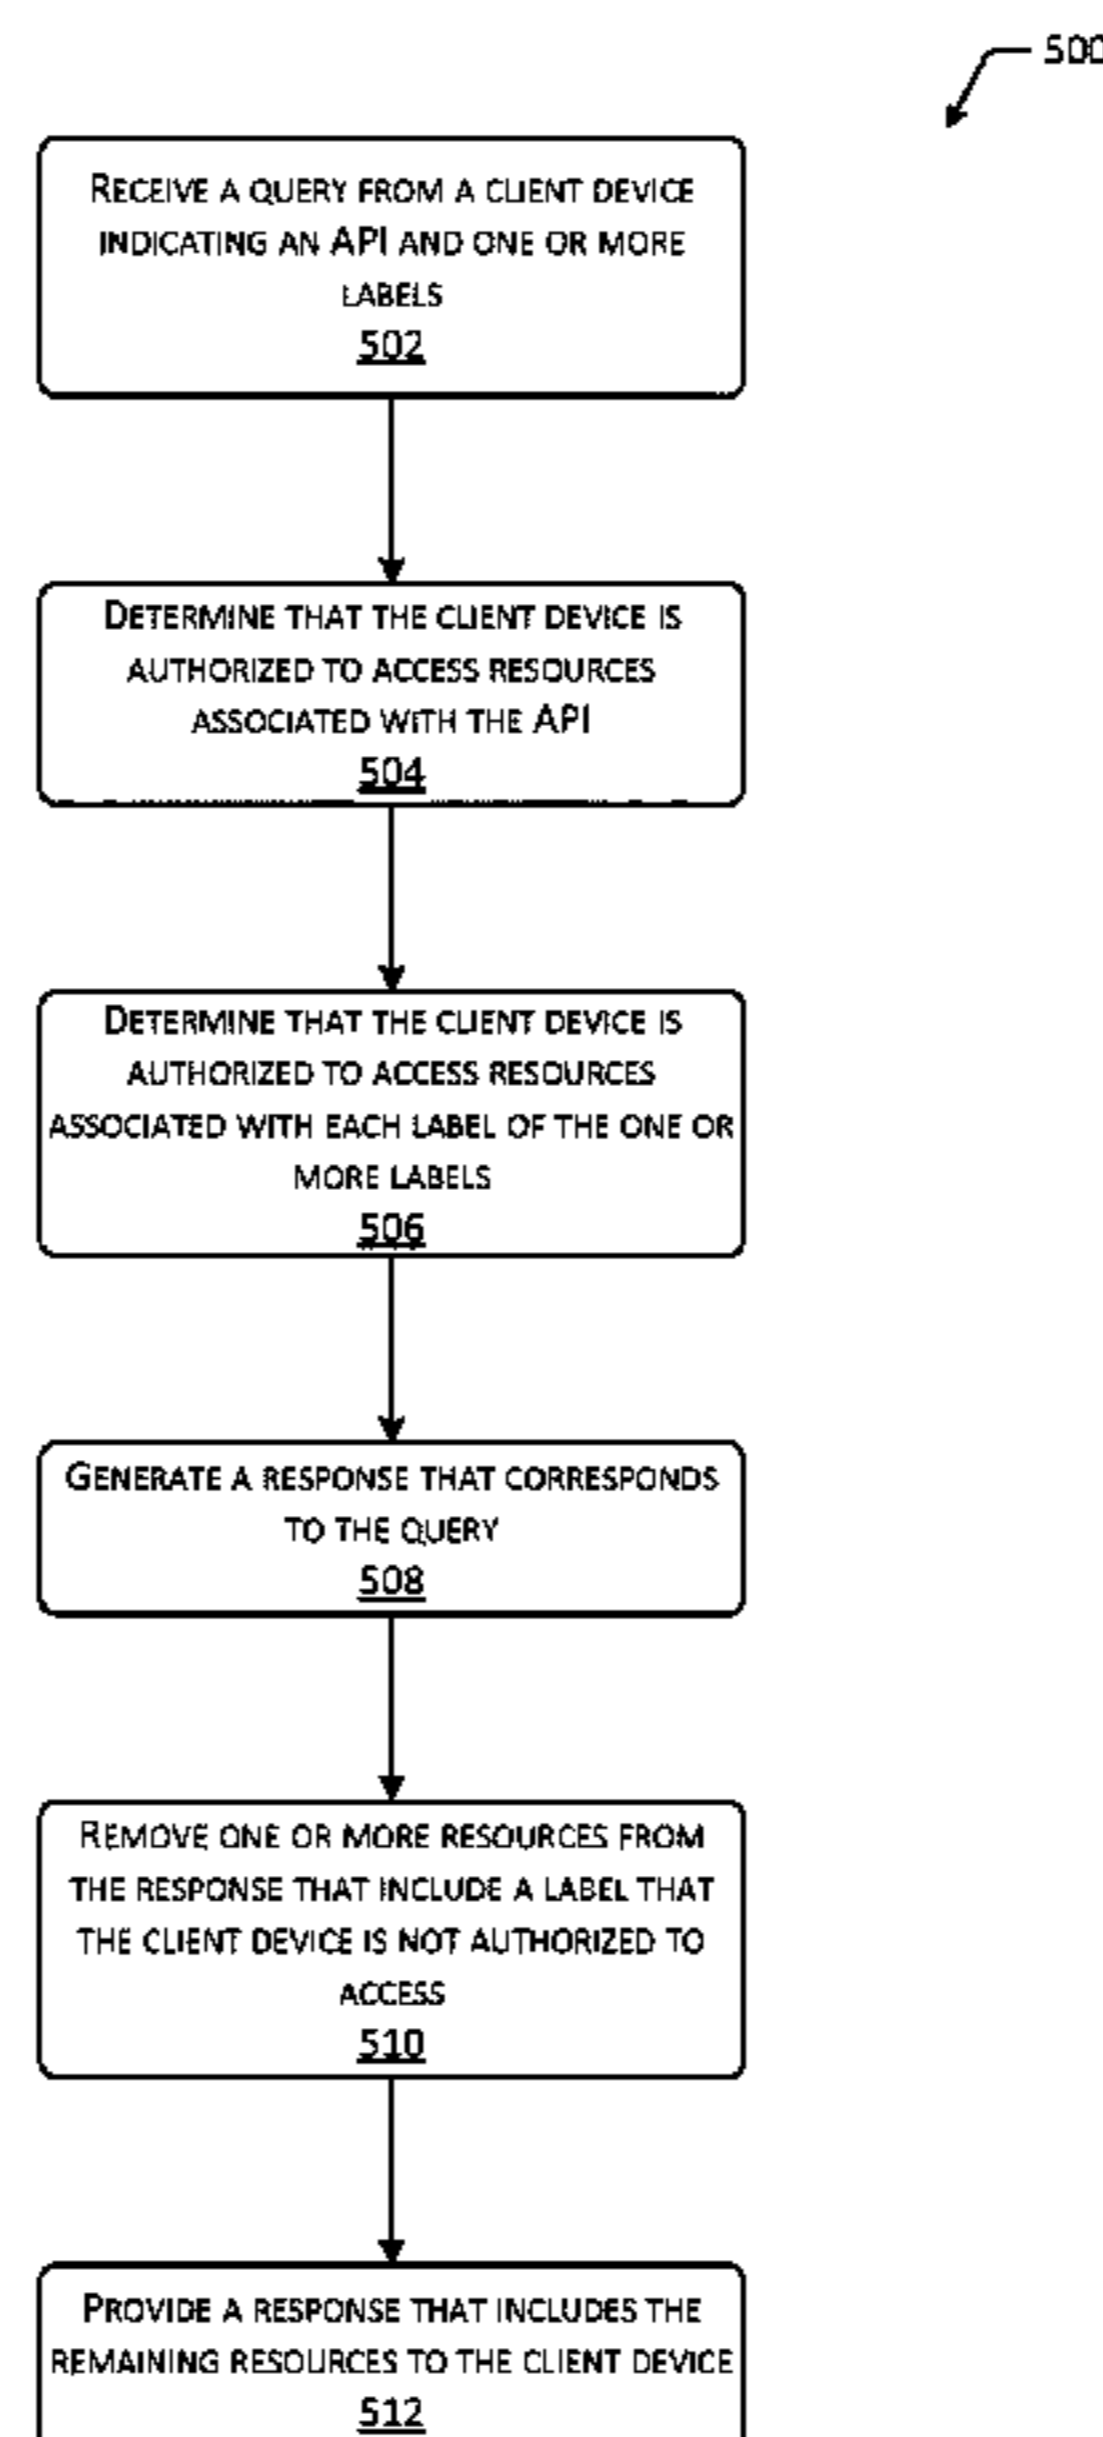 500
RECEIVE A QUERY FROM A CLIENT DEVICE
INDICATING AN API AND ONE OR MORE
LABELS
502
DETERMINE THAT THE CLIENT DEVICE IS
AUTHORIZED TO ACCESS RESOURCES
ASSOCIATED WITH THE API
504
DETERMINE THAT THE CLIENT DEVICE IS
AUTHORIZED TO ACCESS RESOURCES
ASSOCIATED WITH EACH LABEL OF THE ONE OR
MORE LABELS
506
GENERATE A RESPONSE THAT CORRESPONDS
TO THE QUERY
508
REMOVE ONE OR MORE RESOURCES FROM
THE RESPONSE THAT INCLUDE A LABEL THAT
THE CLIENT DEVICE IS NOT AUTHORIZED TO
ACCESS
510
PROVIDE A RESPONSE THAT INCLUDES THE
REMAINING RESOURCES TO THE CLIENT DEVICE
512